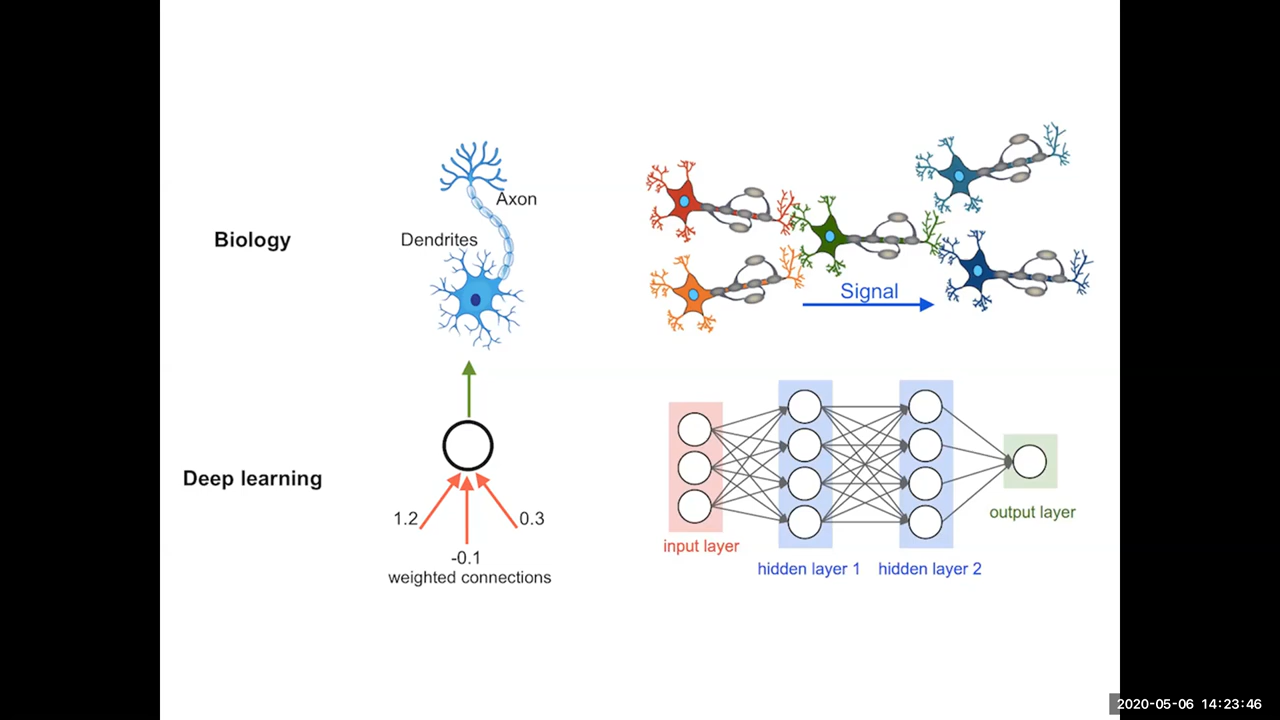 Biology
Axon
Dendrites
Signal
Deep learning
1.2
0.3
-0.1
weighted connections
input layer
hidden layer 1
hidden layer 2
output layer
2020-05-06 14:23:46